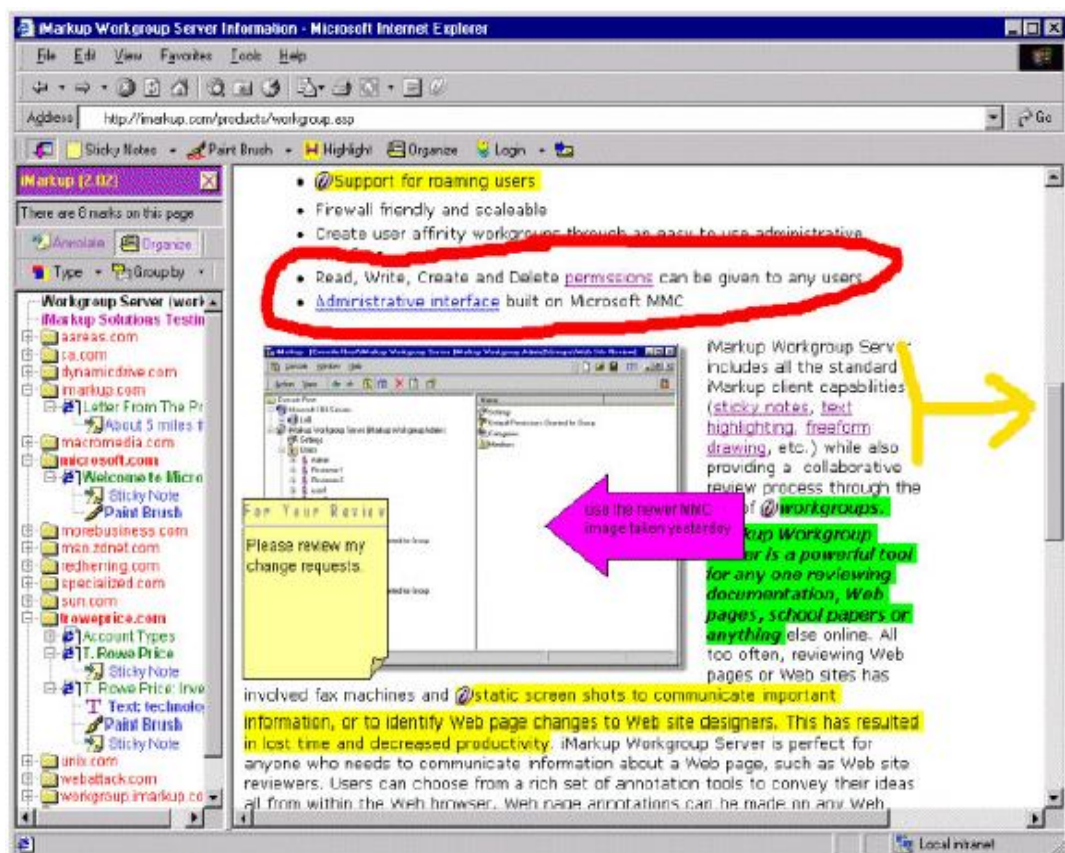 iMarkup Workgroup Server Information - Microsoft Internet Explorer
File Edit View Favorites Tools Help
Address http://imarkup.com/products/workgroup.asp Go
Sticky Notes Paint Brush Highlight Organize Login
iMarkup (2.02)
There are 8 marks on this page
Annotate Organize
Type Group by
Workgroup Server (work
iMarkup Solutions Testin
aareas.com
ca.com
dynamicdrive.com
imarkup.com
Letter From The Pr
About 5 miles
macromedia.com
microsoft.com
Welcome to Micro
Sticky Note
Paint Brush
morebusiness.com
msn.zdnet.com
redherring.com
specialized.com
sun.com
troweprice.com
Account Types
T. Rowe Price
Sticky Note
T. Rowe Price: Inve
Text: technolo
Paint Brush
Sticky Note
unix.com
webattack.com
workgroup.imarkup.co
Support for roaming users
Firewall friendly and scaleable
Create user affinity workgroups through an easy to use administrative
Read, Write, Create and Delete permissions can be given to any users
Administrative interface built on Microsoft MMC
For Your Review
Please review my
change requests.
use the newer MMC
image taken yesterday
iMarkup Workgroup Server
includes all the standard
iMarkup client capabilities
(sticky notes, text
highlighting, freeform
drawing, etc.) while also
providing a collaborative
review process through the
of workgroups.
rkup Workgroup
er is a powerful tool
for any one reviewing
documentation, Web
pages, school papers or
anything else online. All
too often, reviewing Web
pages or Web sites has
involved fax machines and static screen shots to communicate important
information, or to identify Web page changes to Web site designers. This has resulted
in lost time and decreased productivity. iMarkup Workgroup Server is perfect for
anyone who needs to communicate information about a Web page, such as Web site
reviewers. Users can choose from a rich set of annotation tools to convey their ideas
all from within the Web browser. Web page annotations can be made on any Web
Local intranet